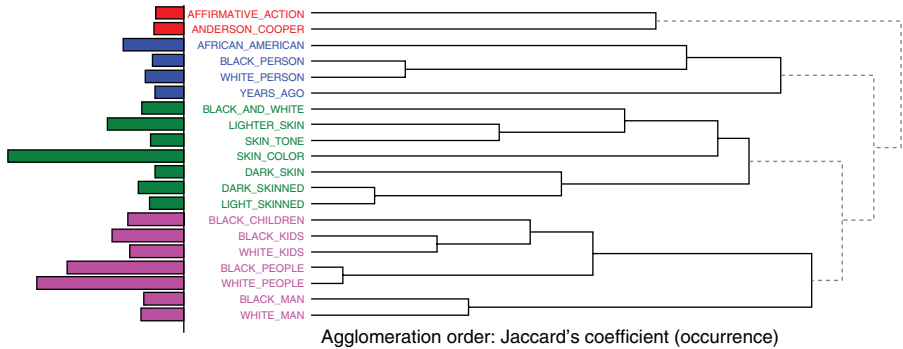 AFFIRMATIVE_ACTION
ANDERSON_COOPER
AFRICAN_AMERICAN
BLACK_PERSON
WHITE_PERSON
YEARS_AGO
BLACK_AND_WHITE
LIGHTER_SKIN
SKIN_TONE
SKIN_COLOR
DARK_SKIN
DARK_SKINNED
LIGHT_SKINNED
BLACK_CHILDREN
BLACK_KIDS
WHITE_KIDS
BLACK_PEOPLE
WHITE_PEOPLE
BLACK_MAN
WHITE_MAN
Agglomeration order: Jaccard's coefficient (occurrence)